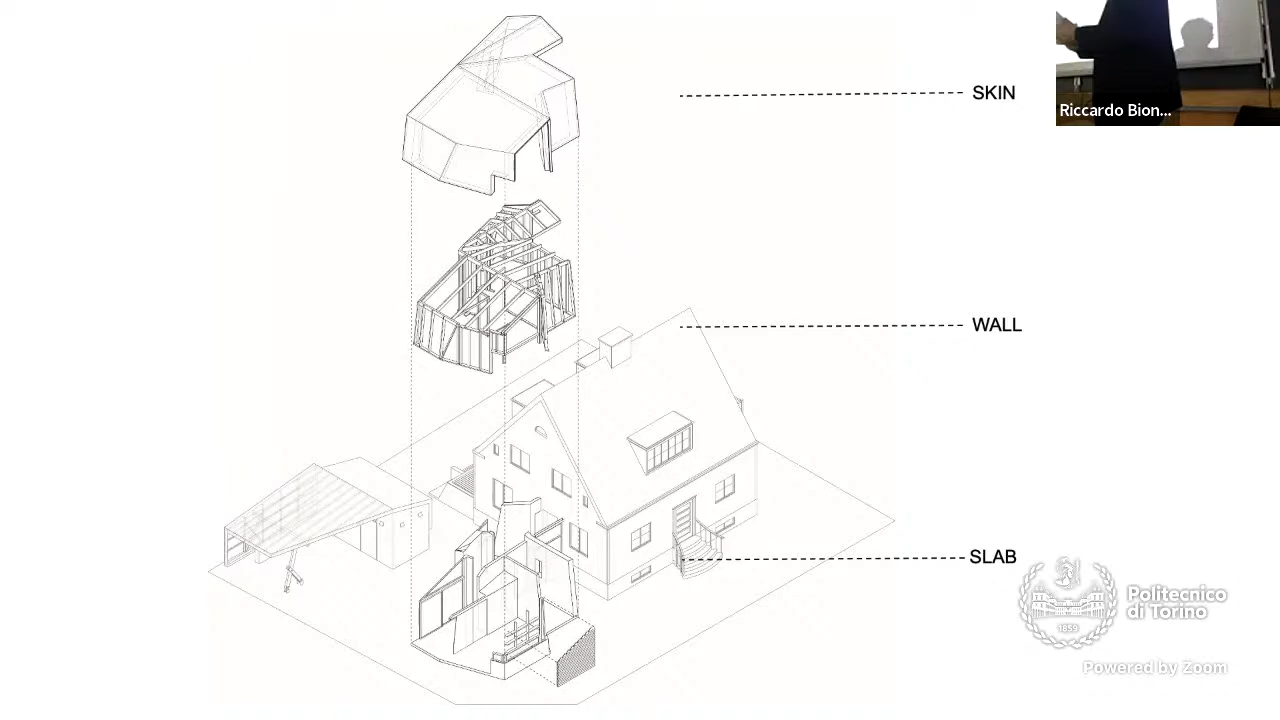 SKIN
Riccardo Bion...
WALL
SLAB
Politecnico
di Torino
1859
Powered by Zoom